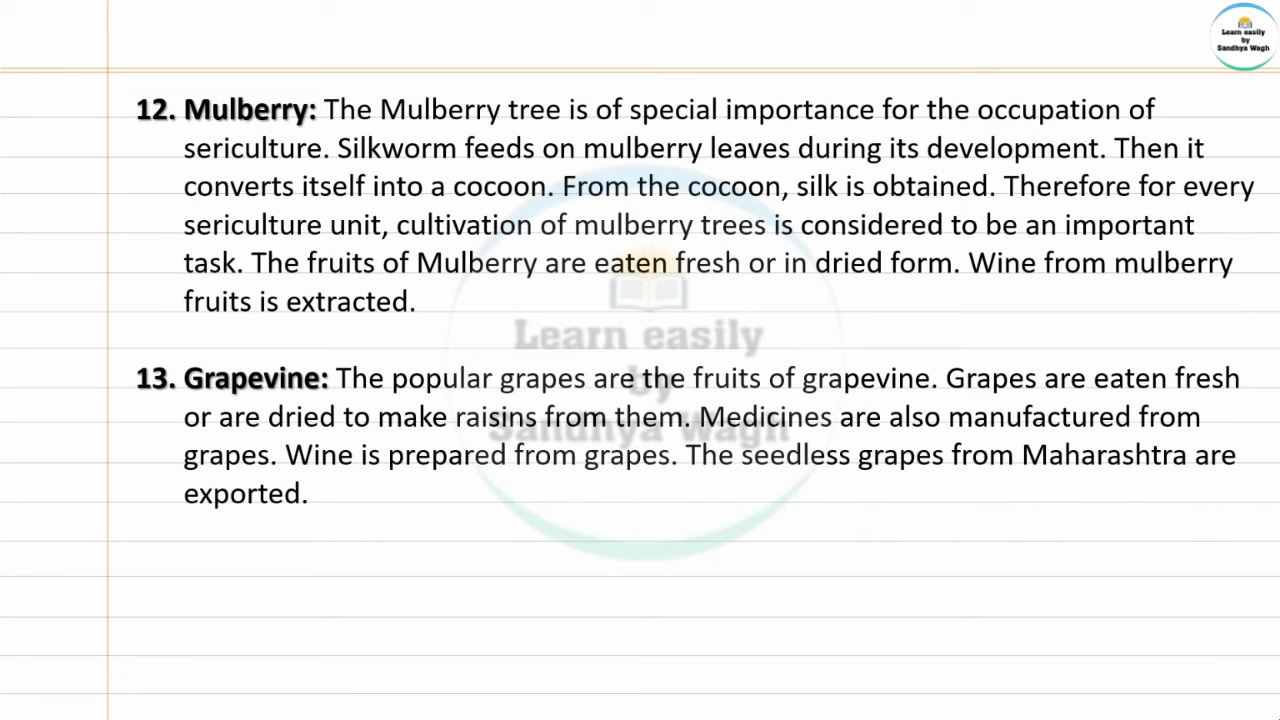 Learn easily
by
Sandhya Wagh
12. Mulberry: The Mulberry tree is of special importance for the occupation of
sericulture. Silkworm feeds on mulberry leaves during its development. Then it
converts itself into a cocoon. From the cocoon, silk is obtained. Therefore for every
sericulture unit, cultivation of mulberry trees is considered to be an important
task. The fruits of Mulberry are eaten fresh or in dried form. Wine from mulberry
fruits is extracted.
Learn easily
by
Sandhya Wagh
13. Grapevine: The popular grapes are the fruits of grapevine. Grapes are eaten fresh
or are dried to make raisins from them. Medicines are also manufactured from
grapes. Wine is prepared from grapes. The seedless grapes from Maharashtra are
exported.